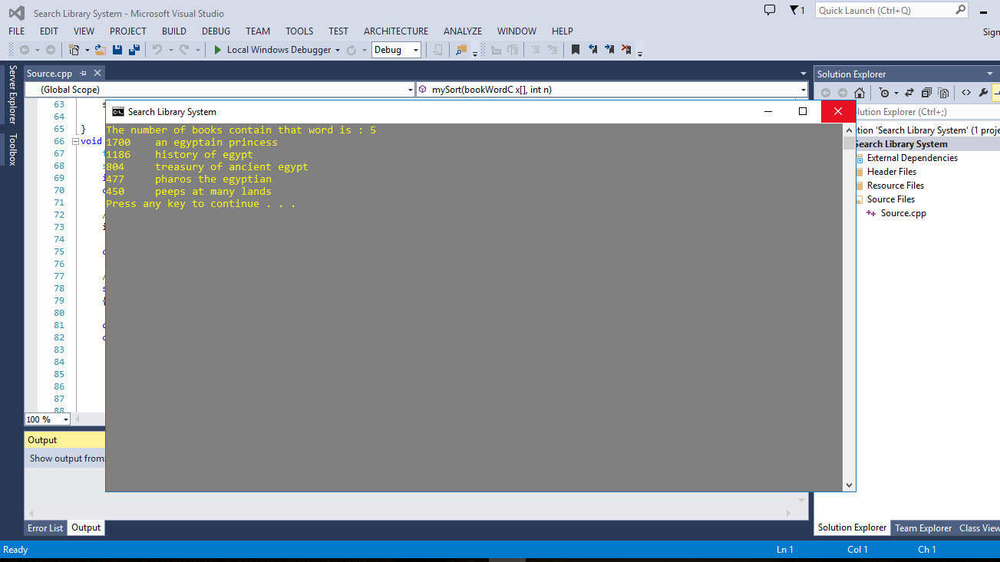 Search Library System - Microsoft Visual Studio
1
Quick Launch (Ctrl+Q)
FILE EDIT VIEW PROJECT BUILD DEBUG TEAM TOOLS TEST ARCHITECTURE ANALYZE WINDOW HELP
Sign
Local Windows Debugger
Debug
Server Explorer
Toolbox
Source.cpp
(Global Scope)
mySort(bookWordC x[], int n)
63 s
64
65 }
66 void
67
68 s
69 i
70
71
72 /
73 i
74
75
76
77 /
78 s
79 {
80
81
82
83
84
85
86
87
88
Search Library System
The number of books contain that word is : 5
1700 an egyptain princess
1186 history of egypt
804 treasury of ancient egypt
477 pharos the egyptian
450 peeps at many lands
Press any key to continue . . .
100 %
Output
Show output from:
Error List
Output
Solution Explorer
olution Explorer (Ctrl+;)
tion 'Search Library System' (1 proje
Search Library System
External Dependencies
Header Files
Resource Files
Source Files
Source.cpp
Solution Explorer
Team Explorer
Class View
Ready
Ln 1
Col 1
Ch 1